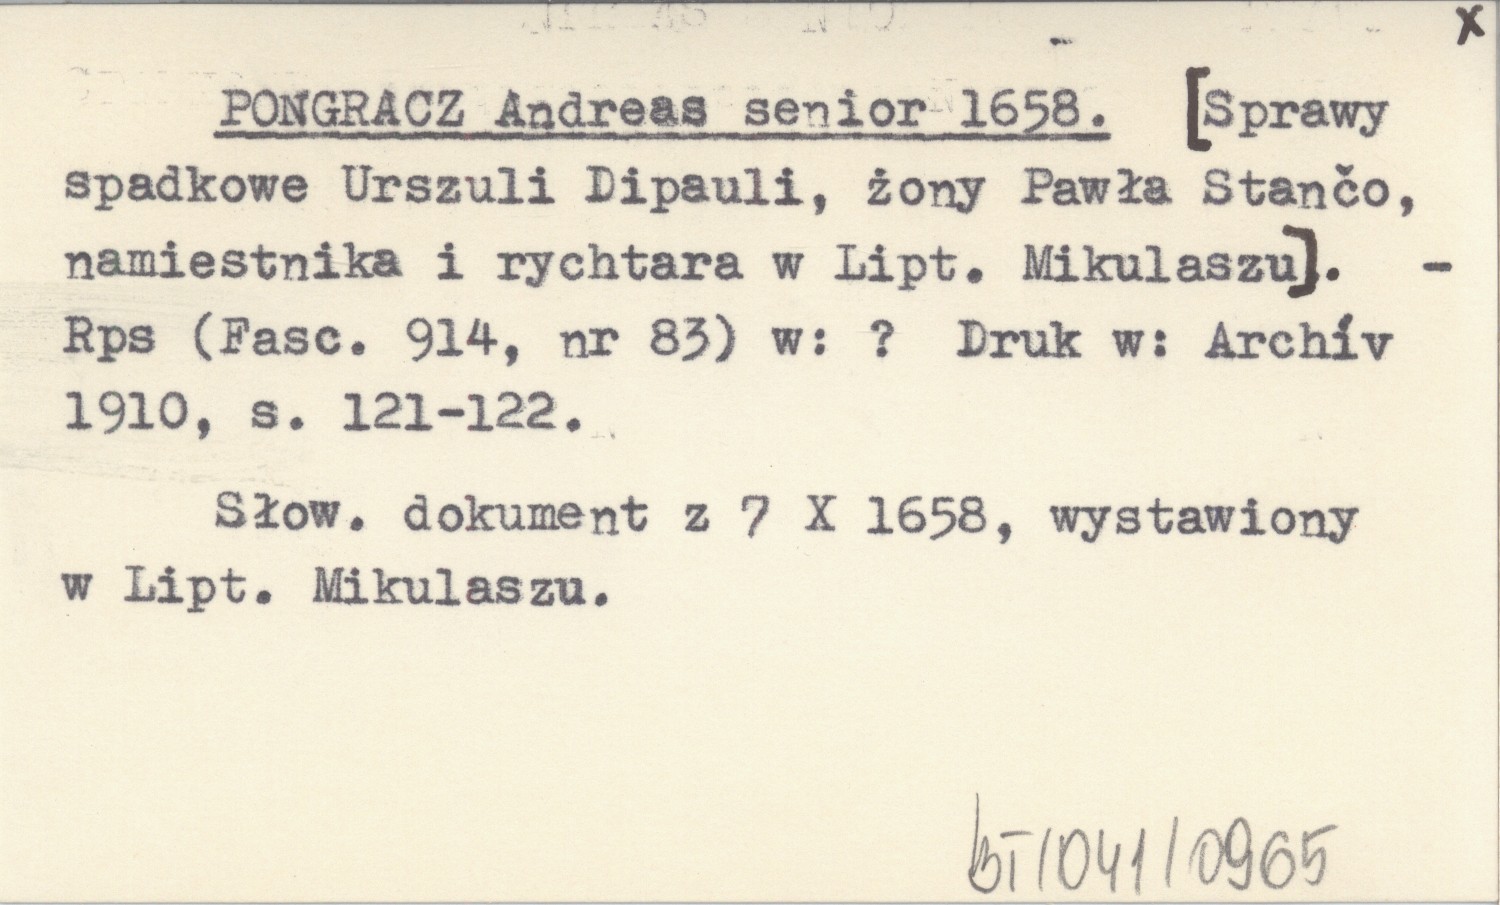 x
PONGRACZ Andreas senior 1658. [Sprawy
spadkowe Urszuli Dipauli, żony Pawła Stančo,
namiestnika i rychtara w Lipt. Mikulaszu]. -
Rps (Fasc. 914, nr 83) w: ? Druk w: Archív
1910, s. 121-122.
Słow. dokument z 7 X 1658, wystawiony
w Lipt. Mikulaszu.
BT/041/0965